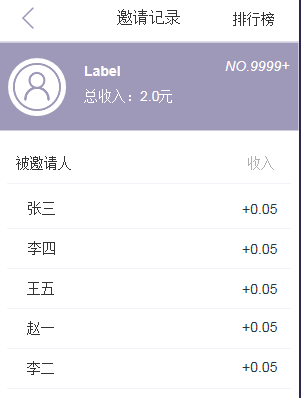 邀请记录 排行榜
NO.9999+
Label
总收入：2.0元
被邀请人 收入
张三 +0.05
李四 +0.05
王五 +0.05
赵一 +0.05
李二 +0.05